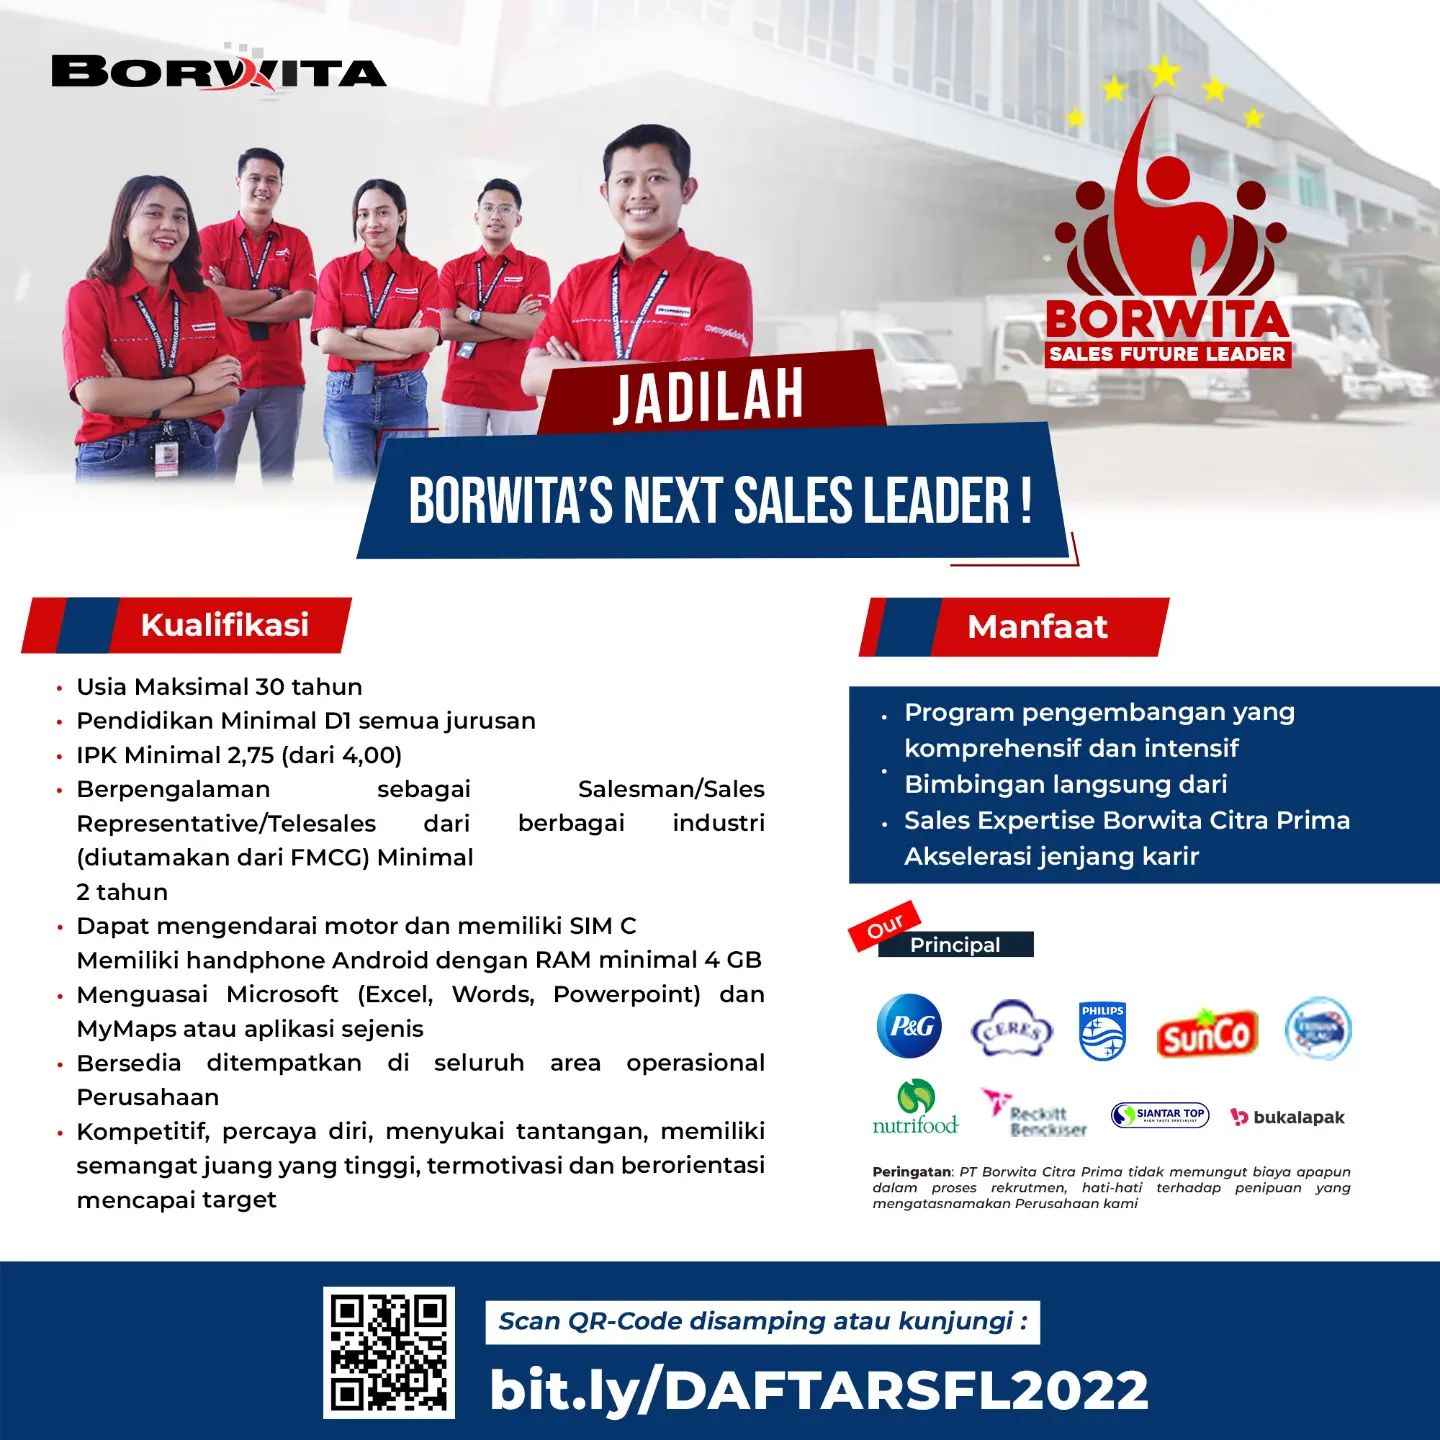 BORWITA
BORWITA
SALES FUTURE LEADER
JADILAH
BORWITA'S NEXT SALES LEADER !
Kualifikasi
• Usia Maksimal 30 tahun
• Pendidikan Minimal D1 semua jurusan
• IPK Minimal 2,75 (dari 4,00)
• Berpengalaman sebagai Salesman/Sales
Representative/Telesales dari berbagai industri
(diutamakan dari FMCG) Minimal
2 tahun
• Dapat mengendarai motor dan memiliki SIM C
Memiliki handphone Android dengan RAM minimal 4 GB
• Menguasai Microsoft (Excel, Words, Powerpoint) dan
MyMaps atau aplikasi sejenis
• Bersedia ditempatkan di seluruh area operasional
Perusahaan
• Kompetitif, percaya diri, menyukai tantangan, memiliki
semangat juang yang tinggi, termotivasi dan berorientasi
mencapai target
Manfaat
• Program pengembangan yang
komprehensif dan intensif
• Bimbingan langsung dari
• Sales Expertise Borwita Citra Prima
Akselerasi jenjang karir
Our
Principal
P&G
CERES
PHILIPS
SunCo
nutrifood
Reckitt
Benckiser
SIANTAR TOP
bukalapak
Peringatan: PT Borwita Citra Prima tidak memungut biaya apapun
dalam proses rekrutmen, hati-hati terhadap penipuan yang
mengatasnamakan Perusahaan kami
Scan QR-Code disamping atau kunjungi :
bit.ly/DAFTARSFL2022